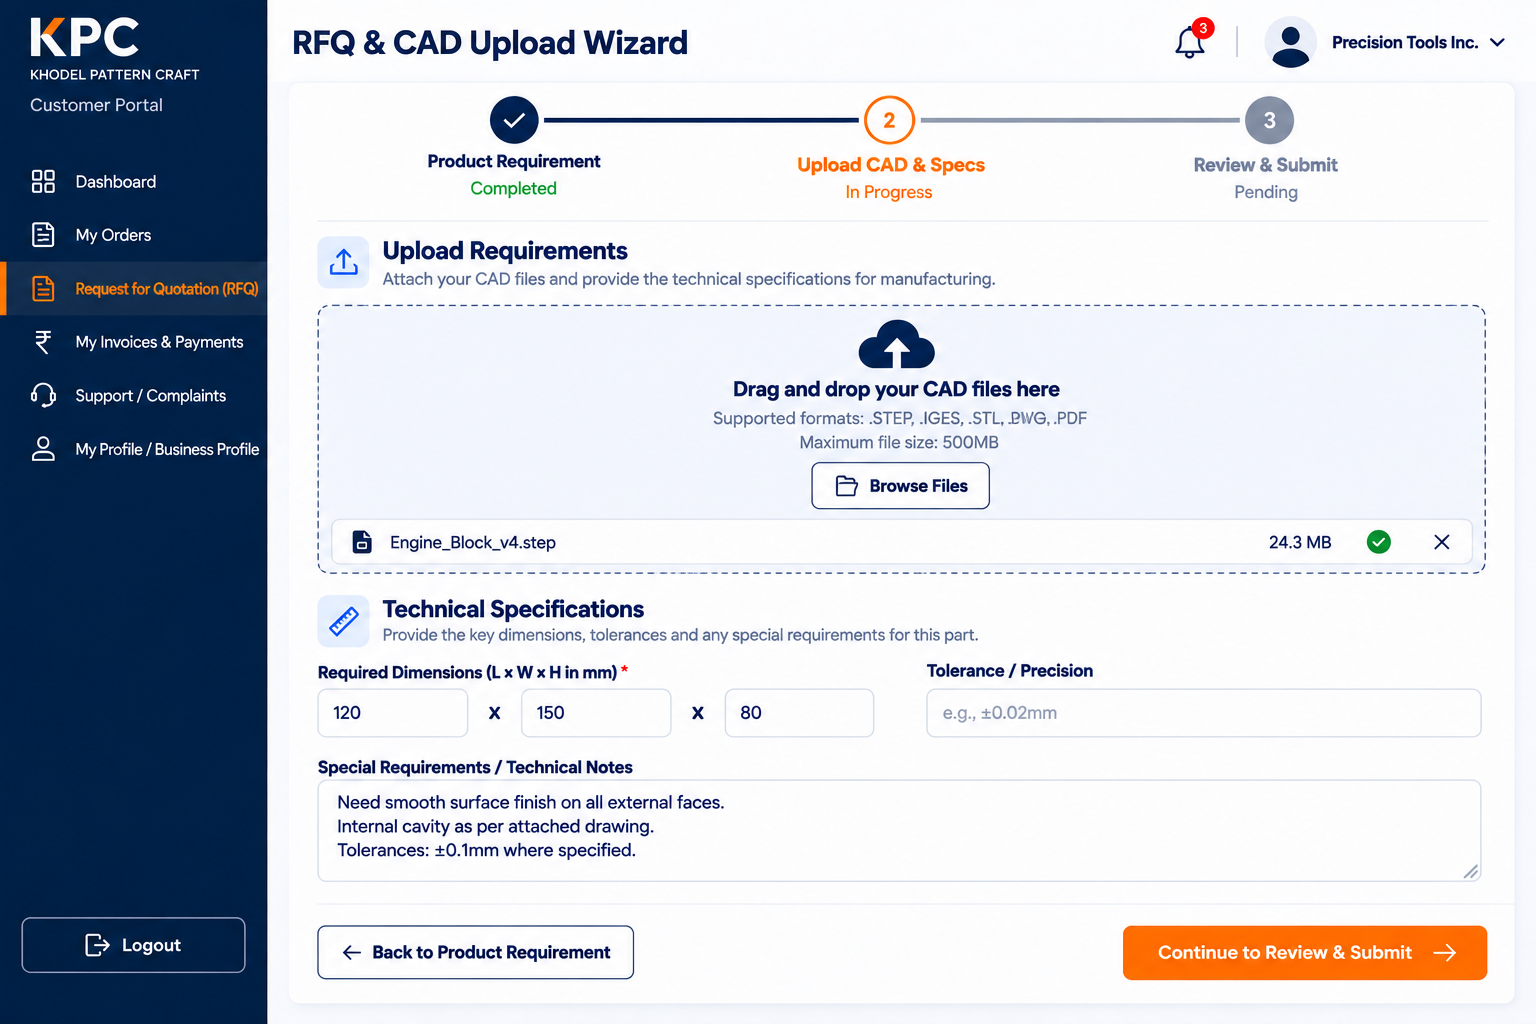 KPC
KHODEL PATTERN CRAFT
Customer Portal
Dashboard
My Orders
Request for Quotation (RFQ)
My Invoices & Payments
Support / Complaints
My Profile / Business Profile
Logout
RFQ & CAD Upload Wizard
3
Precision Tools Inc.
Product Requirement
Completed
2
Upload CAD & Specs
In Progress
3
Review & Submit
Pending
Upload Requirements
Attach your CAD files and provide the technical specifications for manufacturing.
Drag and drop your CAD files here
Supported formats: .STEP, .IGES, .STL, .PDF
Maximum file size: 500MB
Browse Files
Engine_Block_v4.step
24.3 MB
Technical Specifications
Provide the key dimensions, tolerances and any special requirements for this part.
Required Dimensions (L x W x H in mm) *
120 x 150 x 80
Tolerance / Precision
e.g., ±0.02mm
Special Requirements / Technical Notes
Need smooth surface finish on all external faces.
Internal cavity as per attached drawing.
Tolerances: ±0.1mm where specified.
Back to Product Requirement
Continue to Review & Submit